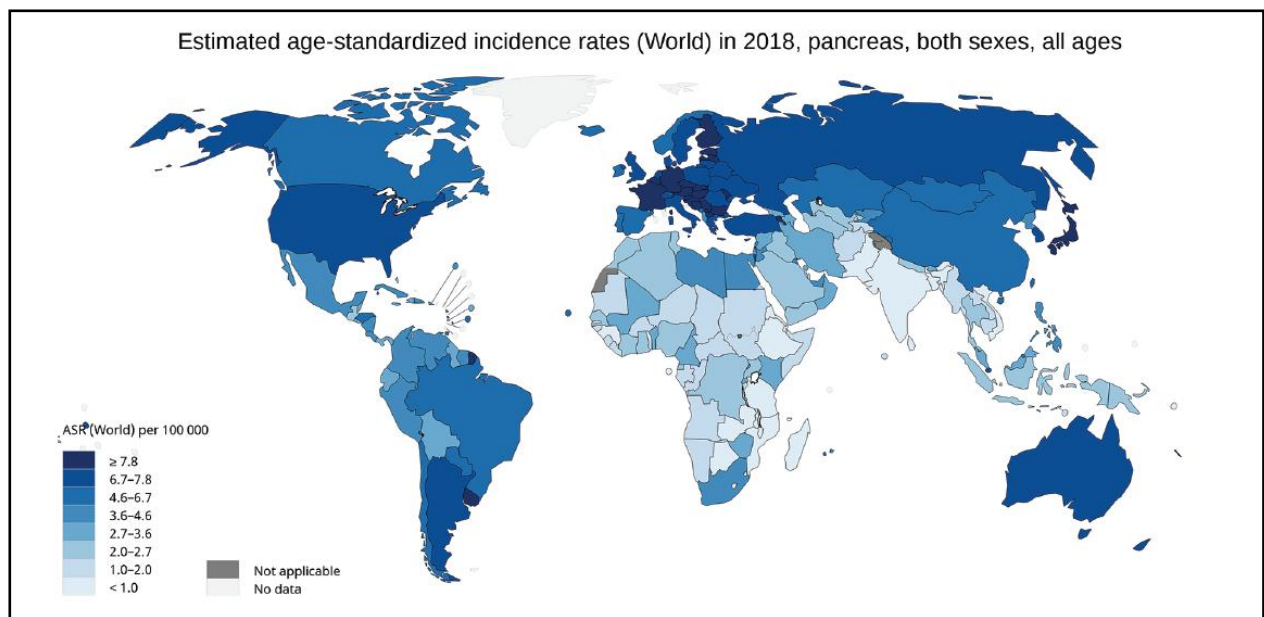 Estimated age-standardized incidence rates (World) in 2018, pancreas, both sexes, all ages
ASR (World) per 100 000
≥ 7.8
6.7–7.8
4.6–6.7
3.6–4.6
2.7–3.6
2.0–2.7
1.0–2.0
< 1.0
Not applicable
No data